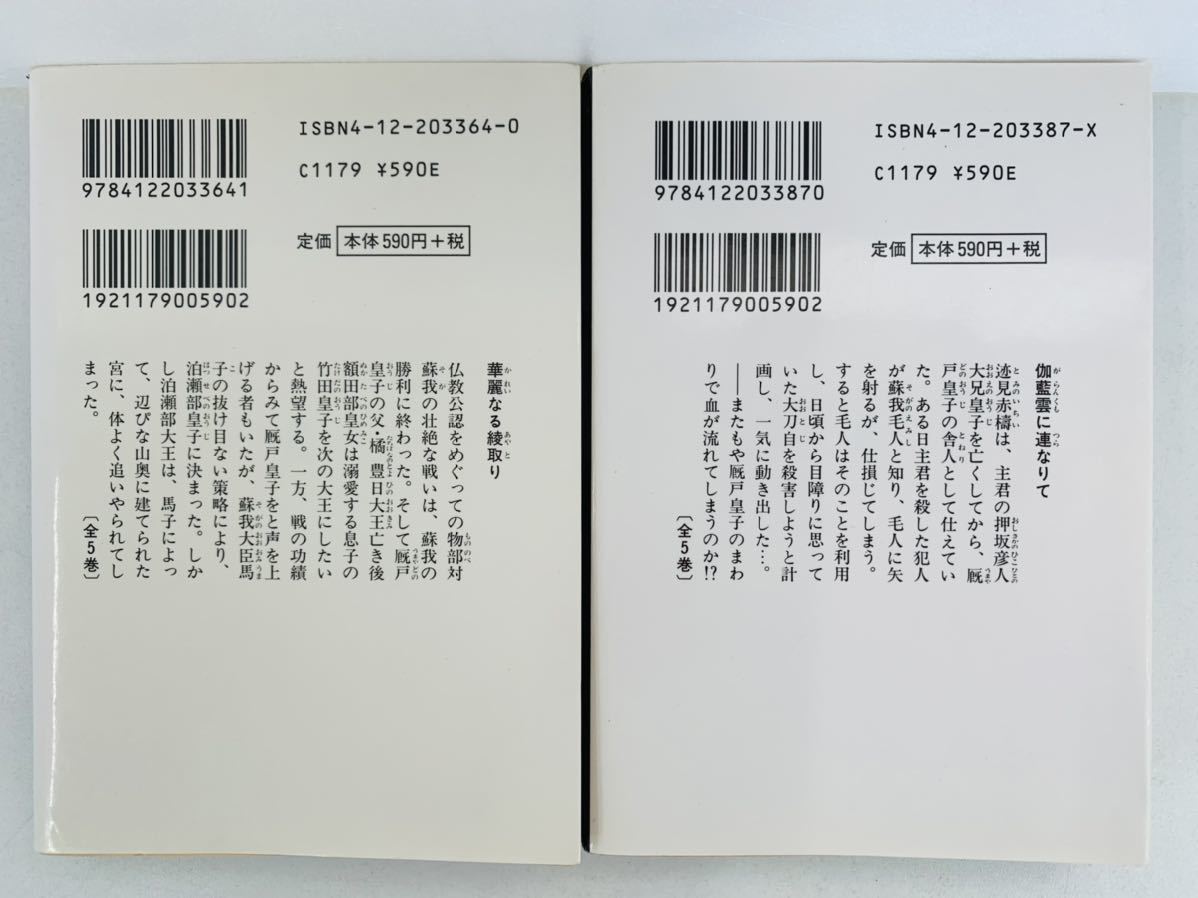 ISBN4-12-203364-0
9784122033641
C1179 ¥590E
定価 本体590円+税
1921179005902
華麗なる綾取り
仏教公認をめぐっての物部対
蘇我の壮絶な戦いは、蘇我の
勝利に終わった。そして厩戸
皇子の父・橘豊日大王亡き後
額田部皇女は溺愛する息子の
竹田皇子を次の大王にしたい
と熱望する。一方、戦の功績
からみて厩戸皇子をと声を上
げる者もいたが、蘇我大臣馬
子の抜け目ない策略により、
泊瀬部皇子に決まった。しか
し泊瀬部大王は、馬子によっ
て、辺ぴな山奥に建てられた
宮に、体よく追いやられてし
まった。
〔全5巻〕
ISBN4-12-203387-X
9784122033870
C1179 ¥590E
定価 本体590円+税
1921179005902
伽藍雲に連なりて
迹見赤檮は、主君の押坂彦人
大兄皇子を亡くしてから、厩
戸皇子の舎人として仕えてい
た。ある日主君を殺した犯人
が蘇我毛人と知り、毛人に矢
を射るが、仕損じてしまう。
すると毛人はそのことを利用
し、日頃から目障りに思って
いた大刀自を殺害しようと計
画し、一気に動き出した…。
――またもや厩戸皇子のまわ
りで血が流れてしまうのか!?
〔全5巻〕